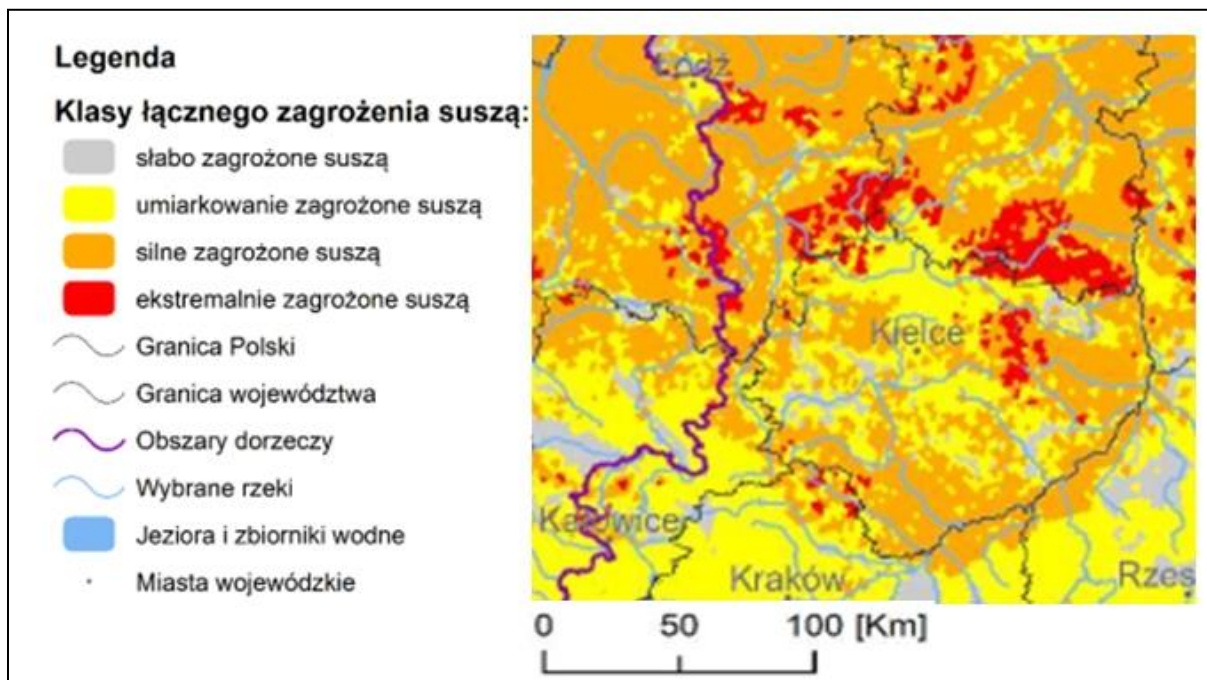 Legenda
Klasy łącznego zagrożenia suszą:
słabo zagrożone suszą
umiarkowanie zagrożone suszą
silne zagrożone suszą
ekstremalnie zagrożone suszą
Granica Polski
Granica województwa
Obszary dorzeczy
Wybrane rzeki
Jeziora i zbiorniki wodne
Miasta wojewódzkie
Łódź
Kielce
Katowice
Kraków
Rzes
0 50 100 [Km]